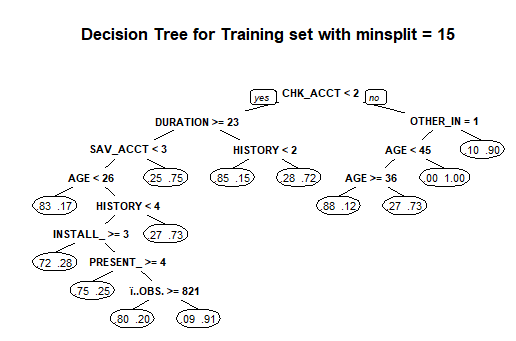 Decision Tree for Training set with minsplit = 15
yes CHK_ACCT < 2 no
DURATION >= 23 OTHER_IN = 1
SAV_ACCT < 3 HISTORY < 2 AGE < 45 .10 .90
AGE < 26 .25 .75 .85 .15 .28 .72 AGE >= 36 .00 1.00
.83 .17 HISTORY < 4 .88 .12 .27 .73
INSTALL_ >= 3 .27 .73
.72 .28 PRESENT_ >= 4
.75 .25 ï..OBS. >= 821
.80 .20 .09 .91